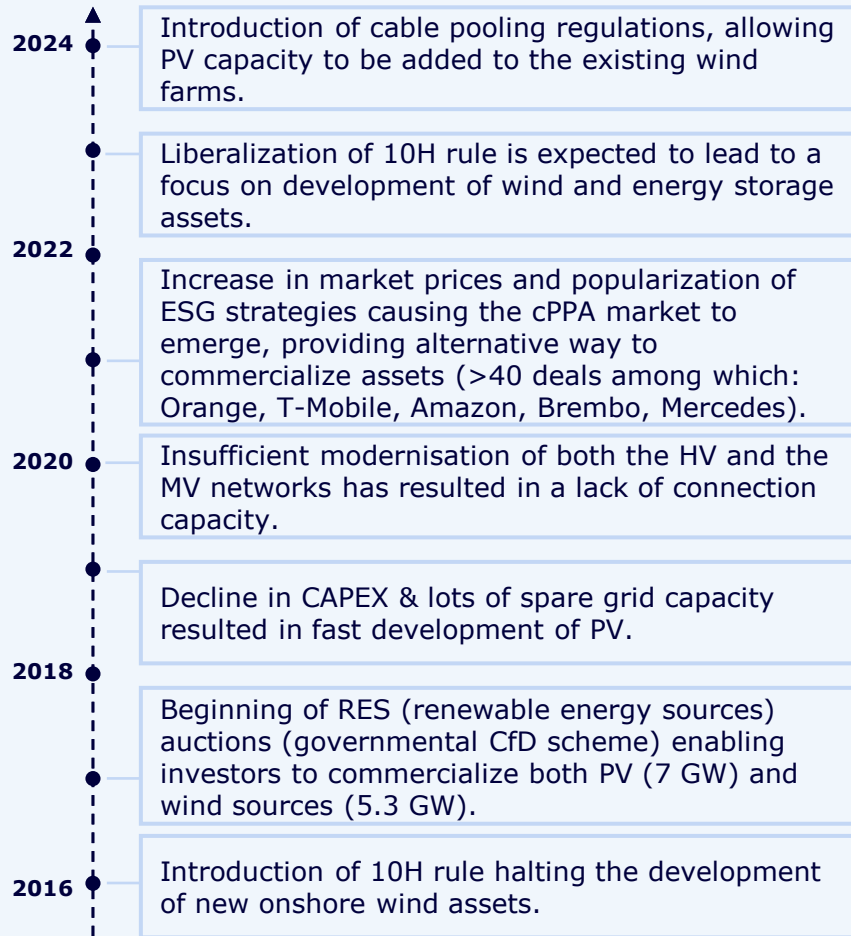 2024
Introduction of cable pooling regulations, allowing
PV capacity to be added to the existing wind
farms.
Liberalization of 10H rule is expected to lead to a
focus on development of wind and energy storage
assets.
2022
Increase in market prices and popularization of
ESG strategies causing the cPPA market to
emerge, providing alternative way to
commercialize assets (>40 deals among which:
Orange, T-Mobile, Amazon, Brembo, Mercedes).
2020
Insufficient modernisation of both the HV and the
MV networks has resulted in a lack of connection
capacity.
Decline in CAPEX & lots of spare grid capacity
resulted in fast development of PV.
2018
Beginning of RES (renewable energy sources)
auctions (governmental CfD scheme) enabling
investors to commercialize both PV (7 GW) and
wind sources (5.3 GW).
2016
Introduction of 10H rule halting the development
of new onshore wind assets.